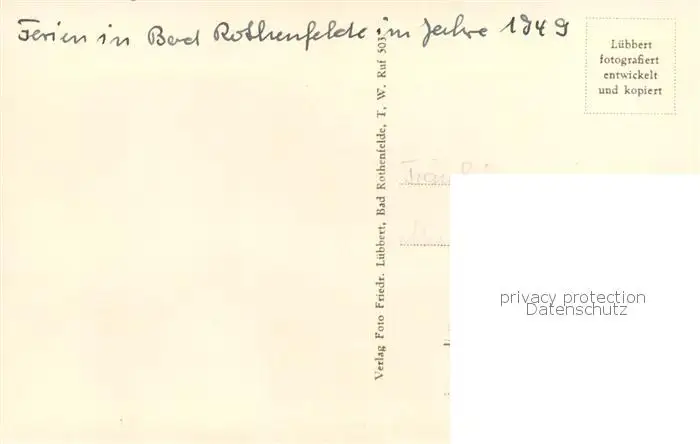 Ferien in Bad Rothenfelde im Jahre 1949
Lübbert
fotografiert
entwickelt
und kopiert
Verlag Foto Friedr. Lübbert, Bad Rothenfelde, T. W. Ruf 503
privacy protection
Datenschutz